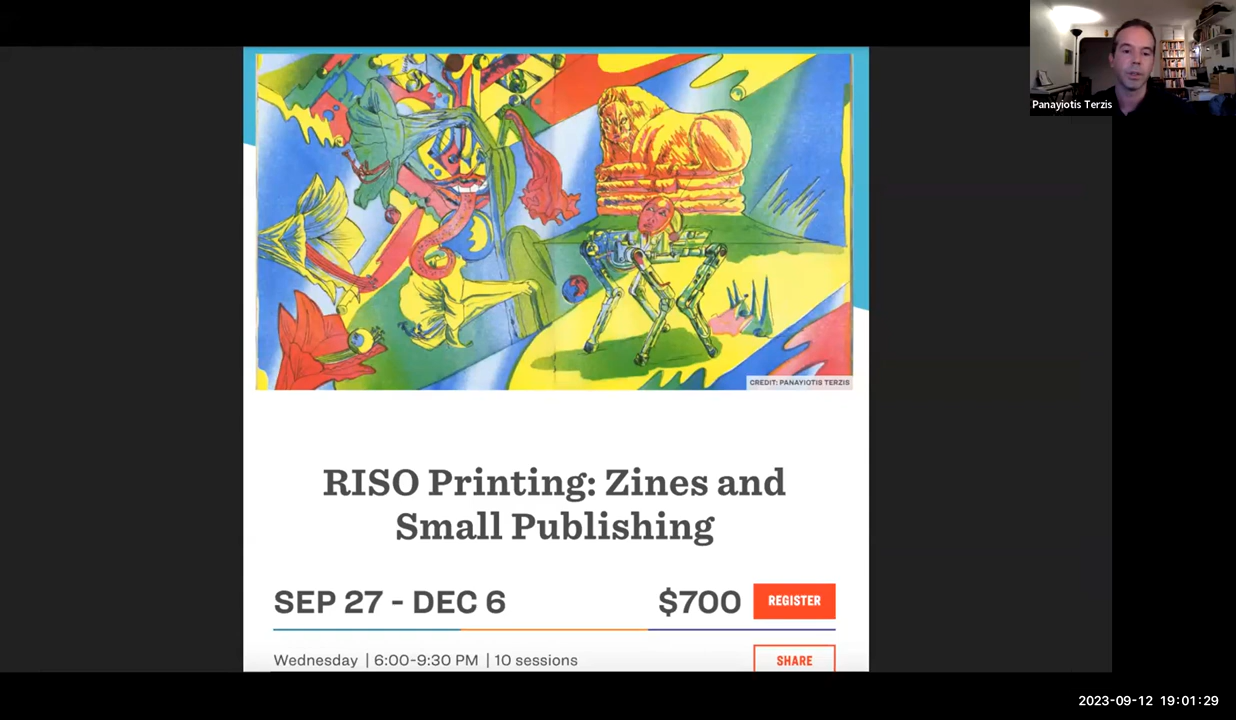 Panayiotis Terzis
CREDIT: PANAYIOTIS TERZIS
RISO Printing: Zines and
Small Publishing
SEP 27 - DEC 6
$700
REGISTER
Wednesday | 6:00-9:30 PM | 10 sessions
SHARE
2023-09-12 19:01:29